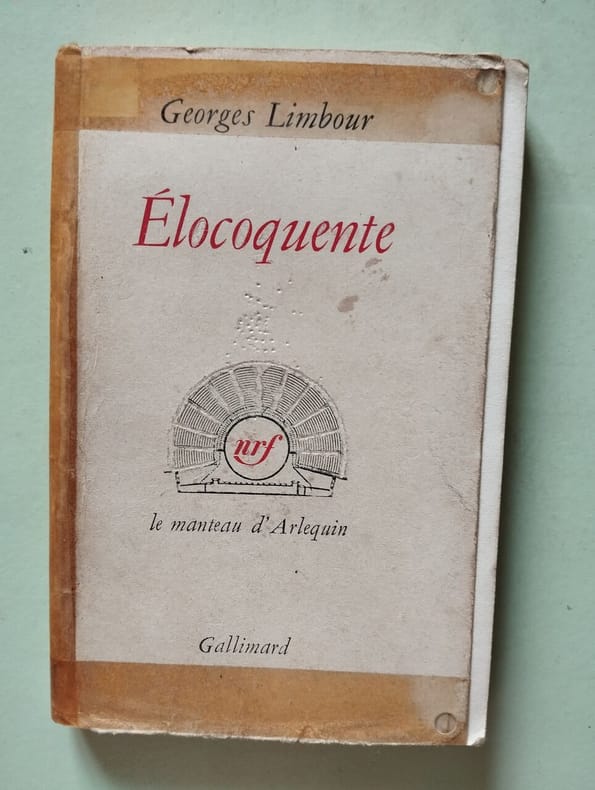 Georges Limbour
Élocoquente
nrf
le manteau d'Arlequin
Gallimard